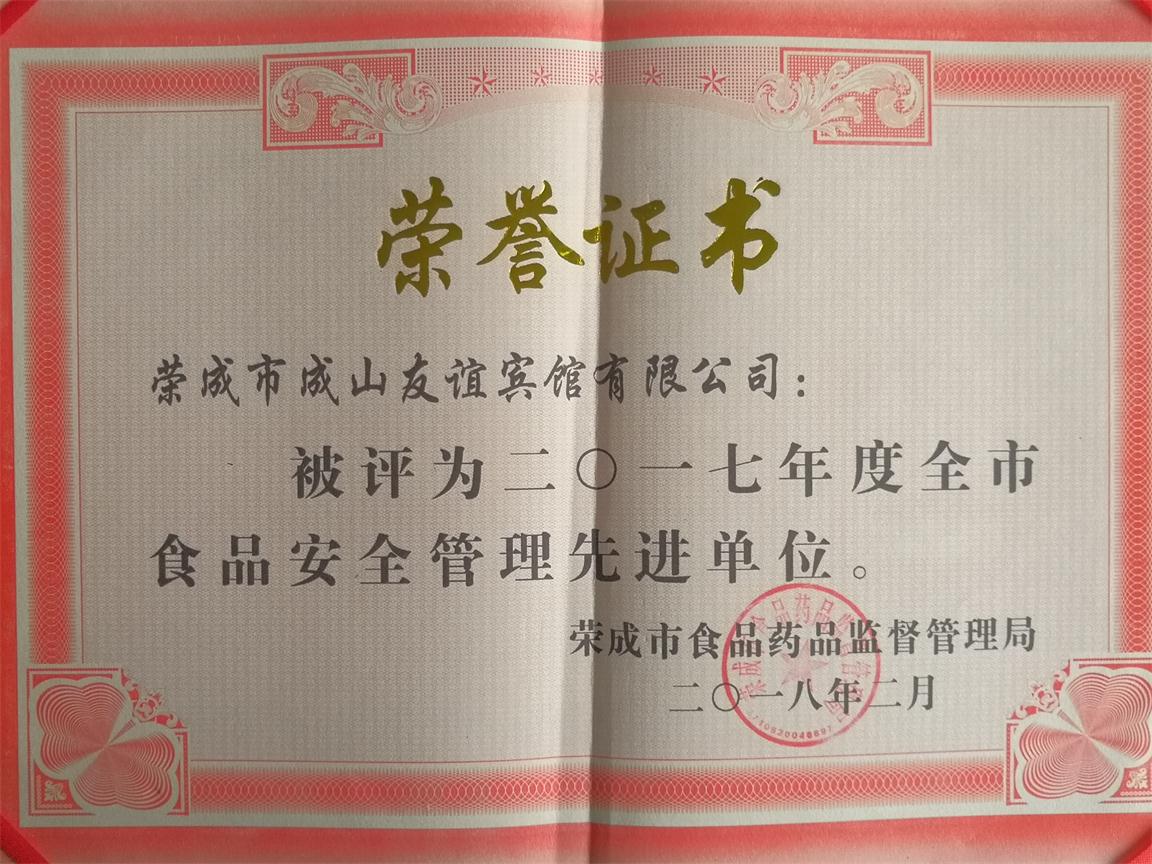 荣誉证书
荣成市成山友谊宾馆有限公司：
被评为二〇一七年度全市
食品安全管理先进单位。
荣成市食品药品监督管理局
二〇一八年二月